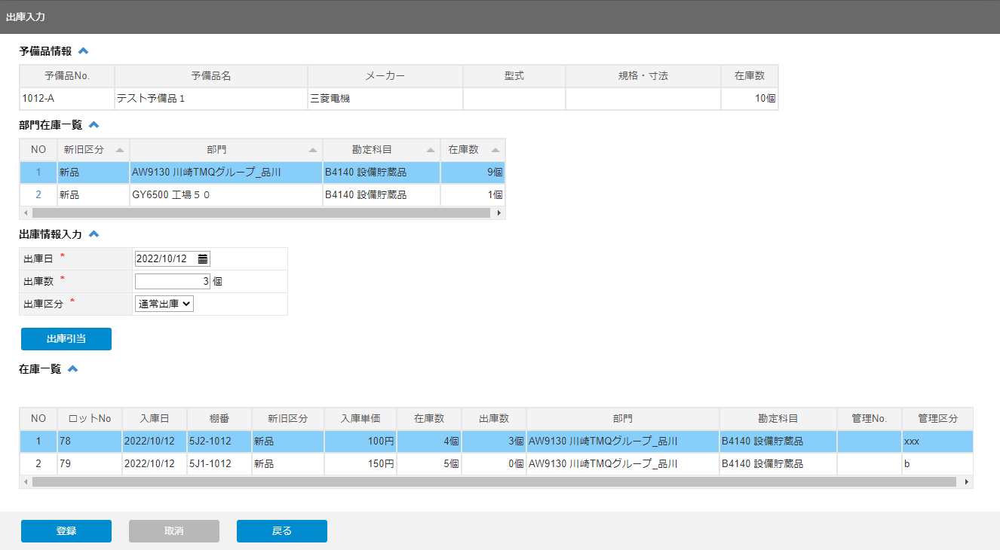 出庫入力
予備品情報
予備品No. 予備品名 メーカー 型式 規格・寸法 在庫数
1012-A テスト予備品１ 三菱電機 10個
部門在庫一覧
NO 新旧区分 部門 勘定科目 在庫数
1 新品 AW9130 川崎TMQグループ_品川 B4140 設備貯蔵品 9個
2 新品 GY6500 工場５０ B4140 設備貯蔵品 1個
出庫情報入力
出庫日 * 2022/10/12
出庫数 * 3 個
出庫区分 * 通常出庫
出庫引当
在庫一覧
NO ロットNo 入庫日 棚番 新旧区分 入庫単価 在庫数 出庫数 部門 勘定科目 管理No. 管理区分
1 78 2022/10/12 5J2-1012 新品 100円 4個 3個 AW9130 川崎TMQグループ_品川 B4140 設備貯蔵品 xxx
2 79 2022/10/12 5J1-1012 新品 150円 5個 0個 AW9130 川崎TMQグループ_品川 B4140 設備貯蔵品 b
登録 取消 戻る